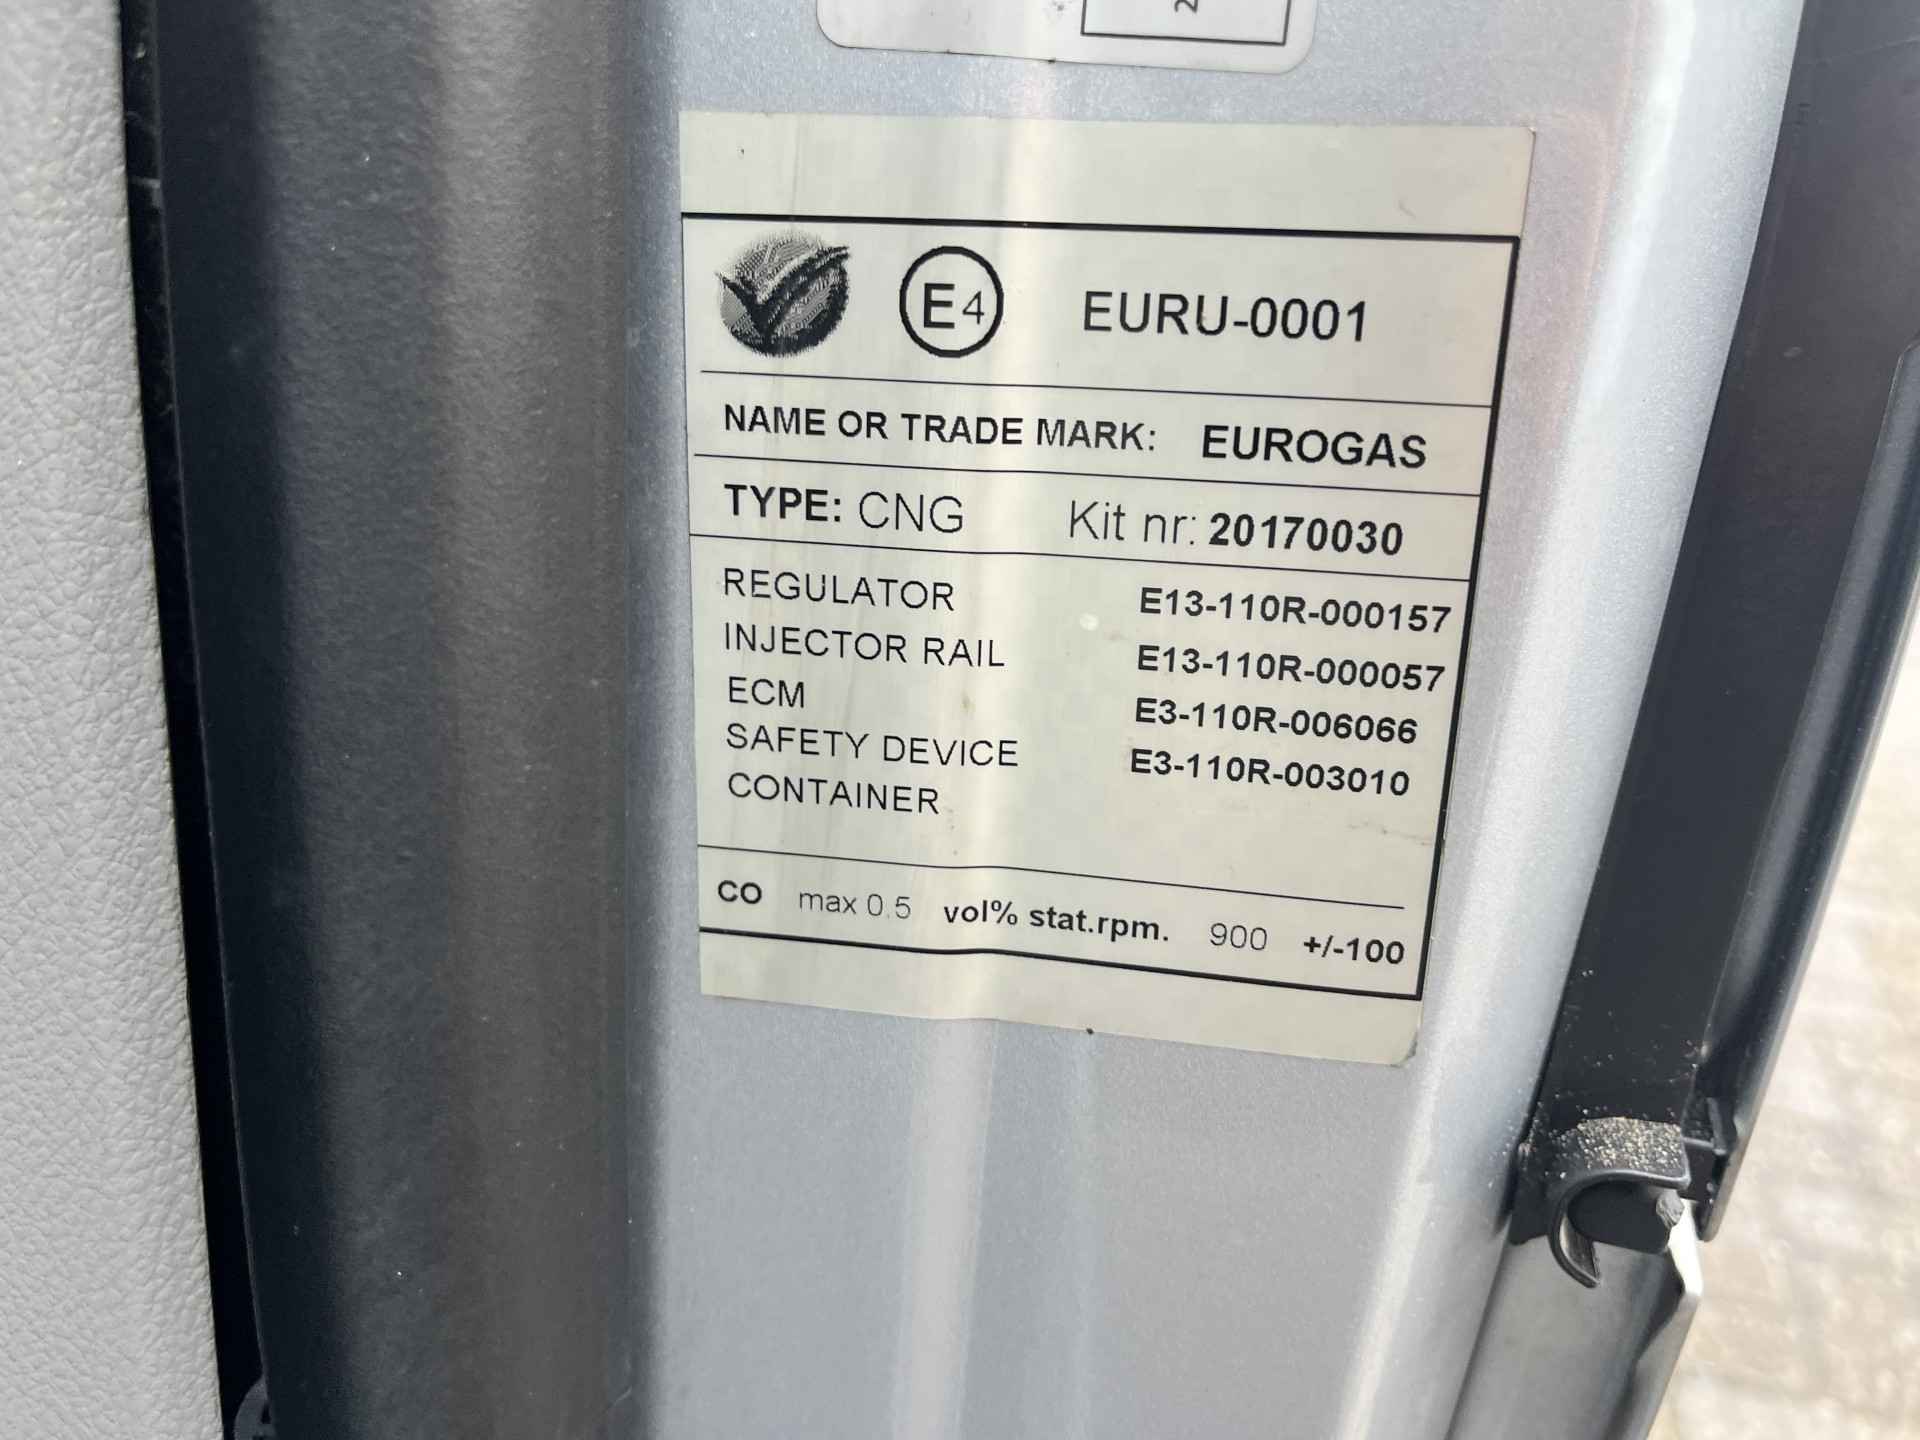 2
E4 EURU-0001
NAME OR TRADE MARK: EUROGAS
TYPE: CNG Kit nr: 20170030
REGULATOR E13-110R-000157
INJECTOR RAIL E13-110R-000057
ECM E3-110R-006066
SAFETY DEVICE E3-110R-003010
CONTAINER
CO max 0.5 vol% stat.rpm. 900 +/-100